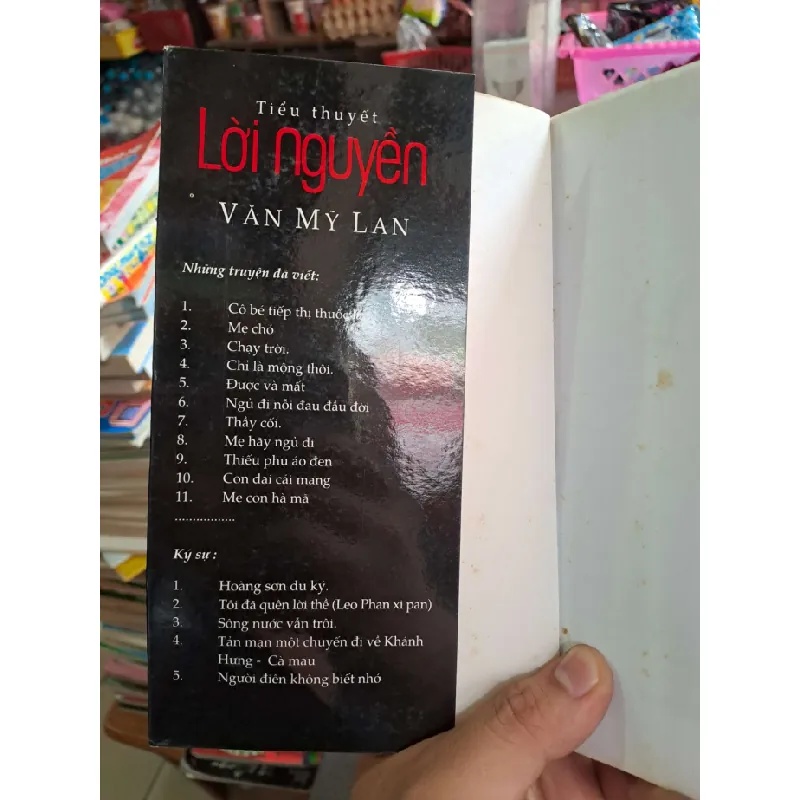 Tiểu thuyết
Lời nguyền
VĂN MỸ LAN
Những truyện đã viết:
1. Cô bé tiếp thị thuốc
2. Mẹ chó
3. Chạy trời.
4. Chỉ là mộng thôi.
5. Được và mất
6. Ngủ đi nỗi đau đầu đời
7. Thầy cối.
8. Mẹ hãy ngủ đi
9. Thiếu phụ áo đen
10. Con dại cái mang
11. Mẹ con hà mã
..................
Ký sự :
1. Hoàng sơn du ký.
2. Tôi đã quên lời thề (Leo Phan xi pan)
3. Sông nước vẫn trôi.
4. Tản mạn một chuyến đi về Khánh
Hưng - Cà mau
5. Người điên không biết nhớ